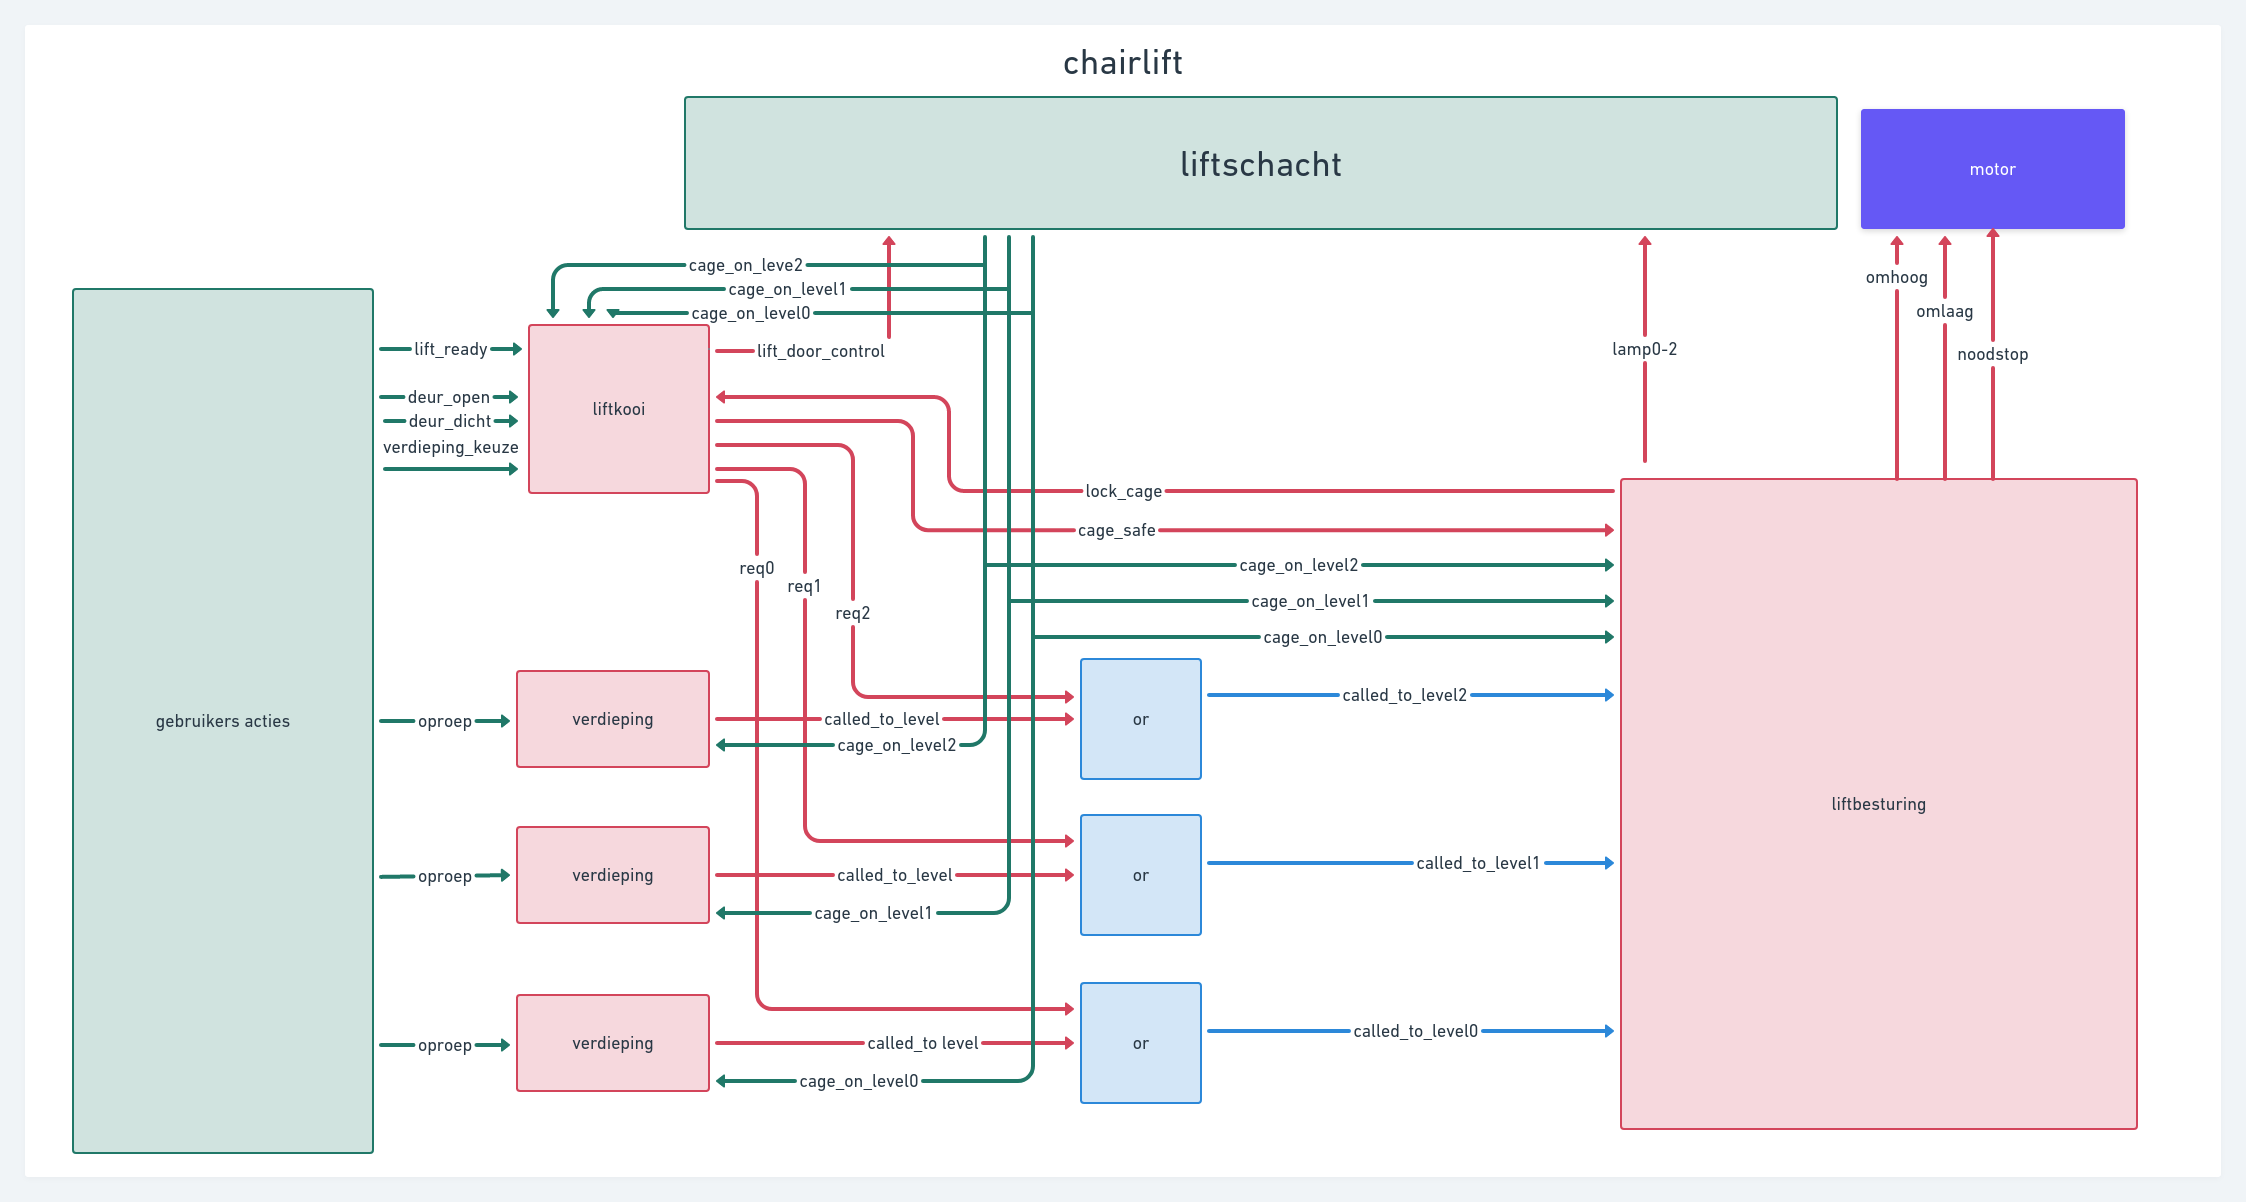 chairlift
liftschacht
motor
cage_on_leve2
omhoog
cage_on_level1
cage_on_level0
omlaag
lift_ready
lift_door_control
lamp0-2
noodstop
deur_open
liftkooi
deur_dicht
verdieping_keuze
lock_cage
cage_safe
req0
cage_on_level2
req1
cage_on_level1
req2
cage_on_level0
called_to_level2
gebruikers acties
oproep
verdieping
called_to_level
or
cage_on_level2
liftbesturing
called_to_level1
oproep
verdieping
called_to_level
or
cage_on_level1
called_to_level0
oproep
verdieping
called_to level
or
cage_on_level0